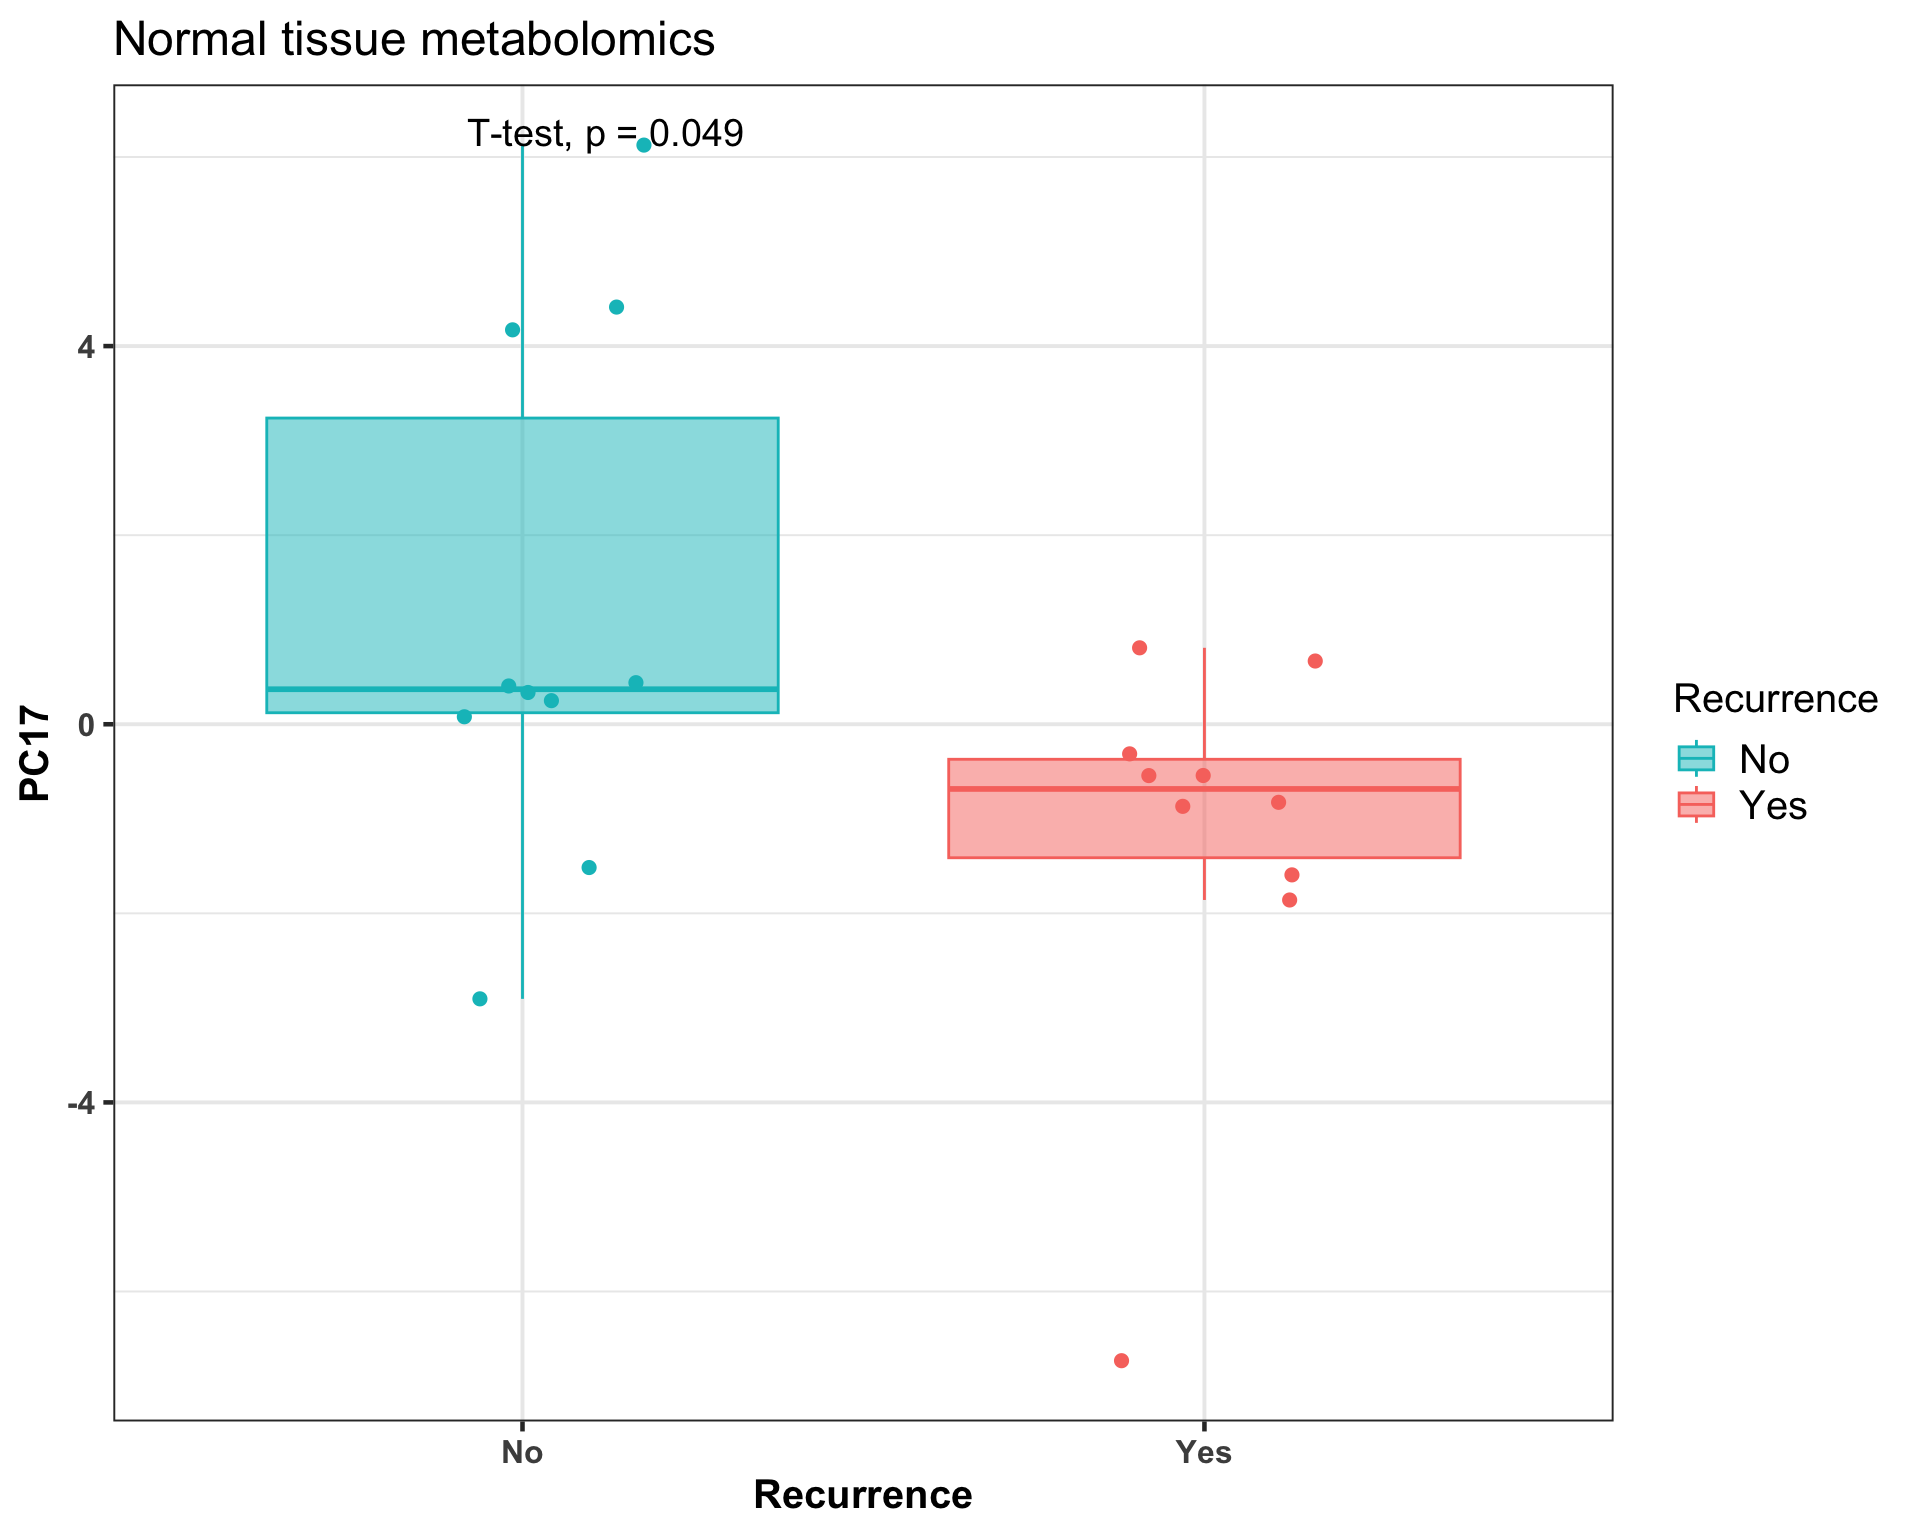 Normal tissue metabolomics
T-test, p = 0.049
4
0
-4
PC17
No
Yes
Recurrence
Recurrence
No
Yes